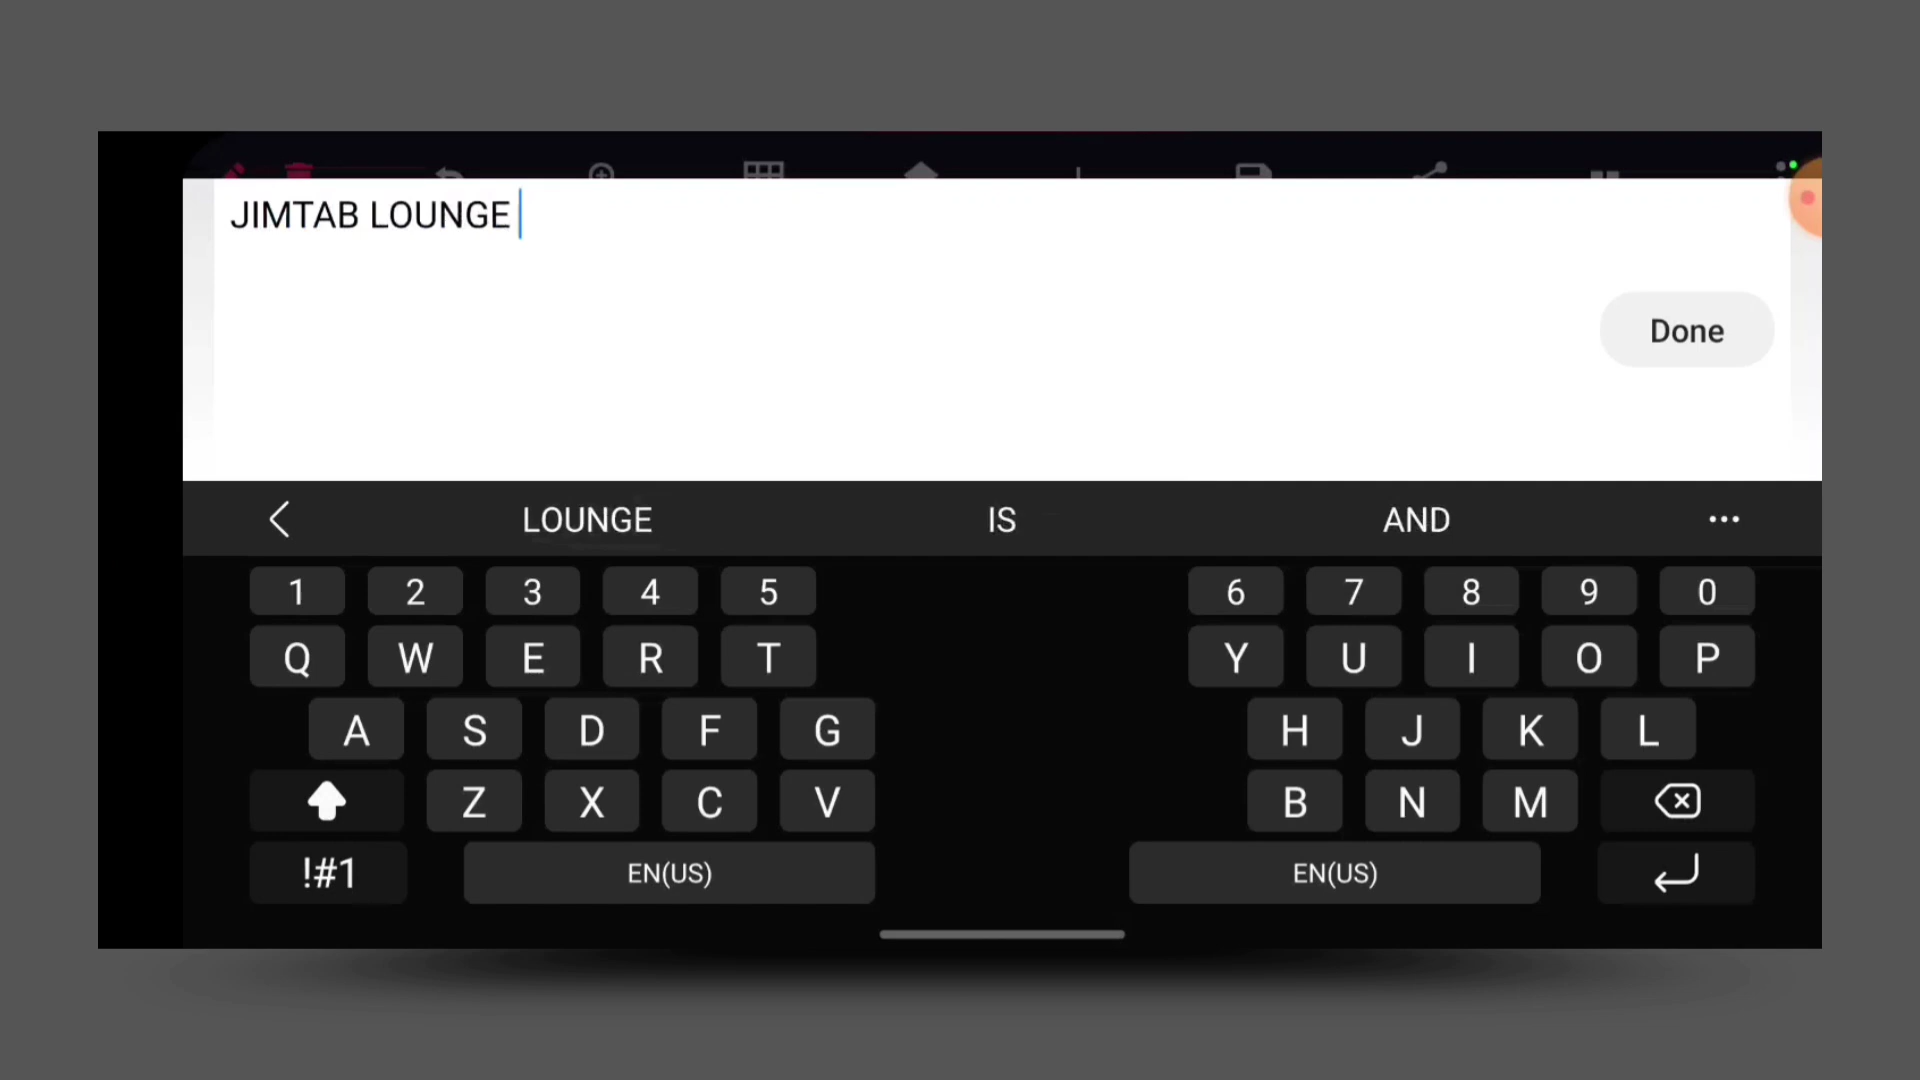 JIMTAB LOUNGE
Done
LOUNGE IS AND ...
1 2 3 4 5 6 7 8 9 0
Q W E R T Y U I O P
A S D F G H J K L
Z X C V B N M
!#1 EN(US) EN(US)